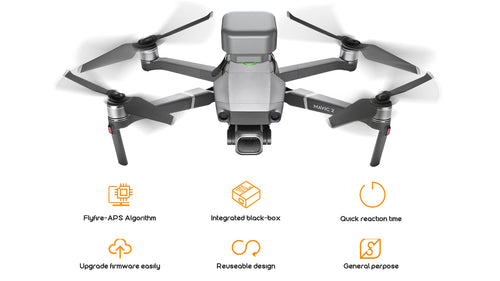 MAVIC 2
Flyfire-APS Algorithm
Integrated black-box
Quick reaction time
Upgrade firmware easily
Reuseable design
General perpose